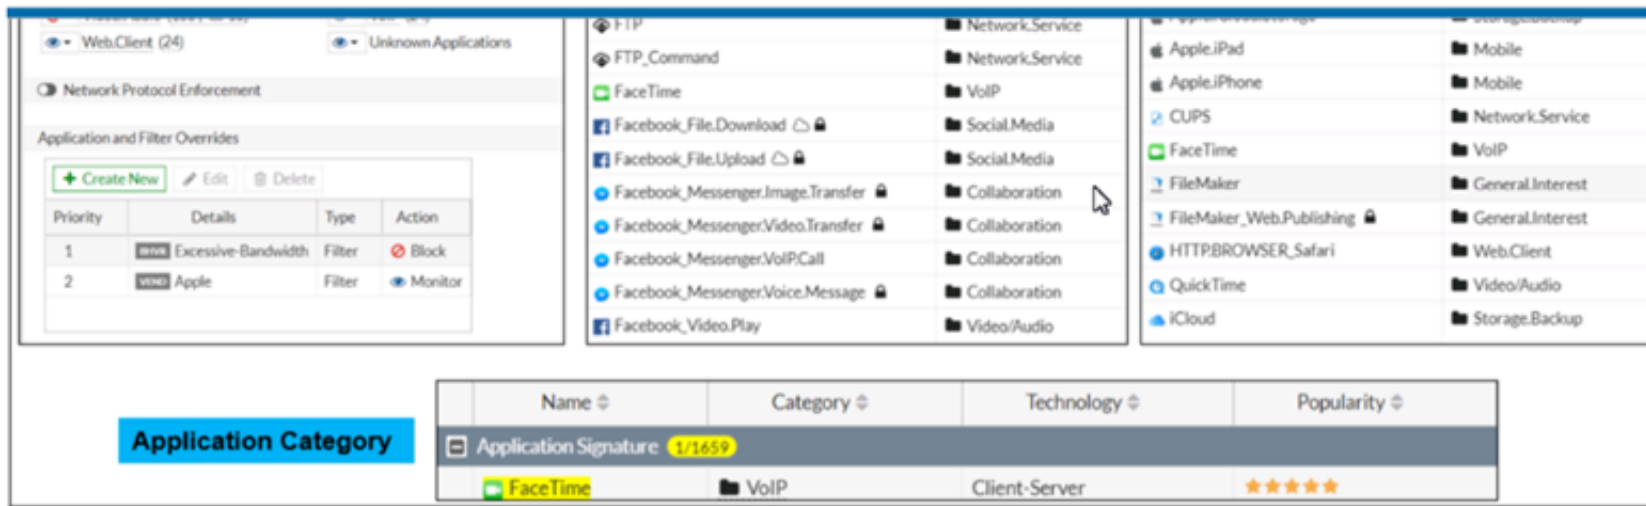 Web.Client (24) Unknown Applications
Network Protocol Enforcement
Application and Filter Overrides
Create New Edit Delete
Priority Details Type Action
1 Excessive-Bandwidth Filter Block
2 Apple Filter Monitor
FTP Network.Service
FTP_Command Network.Service
FaceTime VoIP
Facebook_File.Download Social.Media
Facebook_File.Upload Social.Media
Facebook_Messenger.Image.Transfer Collaboration
Facebook_Messenger.Video.Transfer Collaboration
Facebook_Messenger.VoIP.Call Collaboration
Facebook_Messenger.Voice.Message Collaboration
Facebook_Video.Play Video/Audio
Apple.iPad Mobile
Apple.iPhone Mobile
CUPS Network.Service
FaceTime VoIP
FileMaker General.Interest
FileMaker_Web.Publishing General.Interest
HTTP.BROWSER_Safari Web.Client
QuickTime Video/Audio
iCloud Storage.Backup
Application Category
Name Category Technology Popularity
Application Signature 1/1659
FaceTime VoIP Client-Server